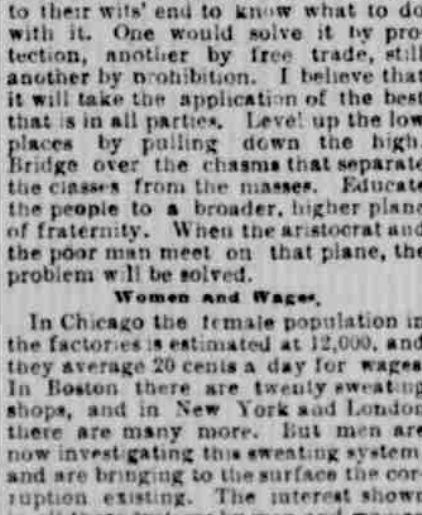 to their wits' end to know what to do
with it. One would solve it by pro-
tection, another by free trade, still
another by prohibition. I believe that
it will take the application of the best
that is in all parties. Level up the low
places by pulling down the high.
Bridge over the chasms that separate
the classes from the masses. Educate
the people to a broader, higher plane
of fraternity. When the aristocrat and
the poor man meet on that plane, the
problem will be solved.
Women and Wages.
In Chicago the female population in
the factories is estimated at 12,000, and
they average 20 cents a day for wages
In Boston there are twenty sweating
shops, and in New York and London
there are many more. But men are
now investigating this sweating system
and are bringing to the surface the cor-
ruption existing. The interest shown